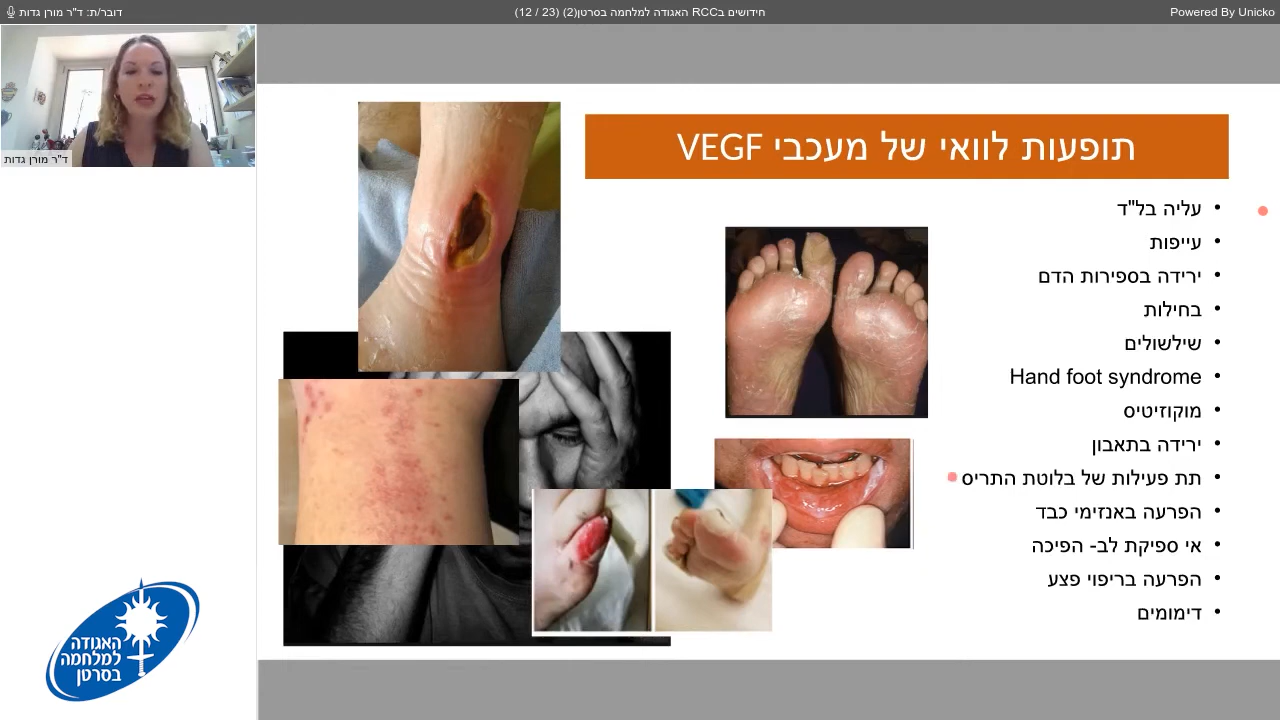 דובר/ת: ד"ר מורן גדות
חידושים בRCC האגודה למלחמה בסרטן(2) (23 / 12)
Powered By Unicko
ד"ר מורן גדות
תופעות לוואי של מעכבי VEGF
• עליה בל"ד
• עייפות
• ירידה בספירות הדם
• בחילות
• שילשולים
• Hand foot syndrome
• מוקוזיטיס
• ירידה בתאבון
• תת פעילות של בלוטת התריס
• הפרעה באנזימי כבד
• אי ספיקת לב- הפיכה
• הפרעה בריפוי פצע
• דימומים
האגודה
למלחמה
בסרטן